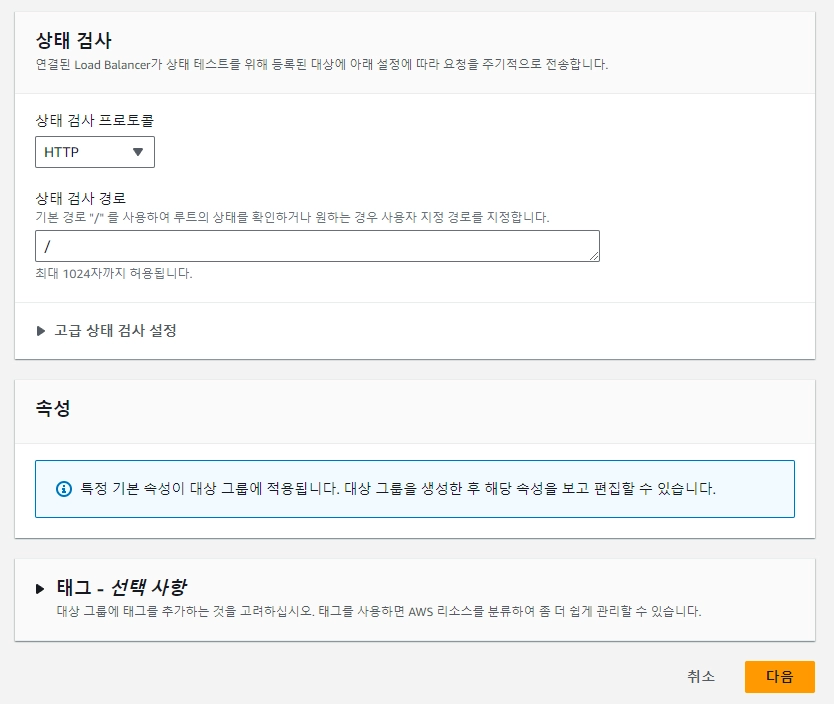 상태 검사
연결된 Load Balancer가 상태 테스트를 위해 등록된 대상에 아래 설정에 따라 요청을 주기적으로 전송합니다.
상태 검사 프로토콜
HTTP
상태 검사 경로
기본 경로 "/" 를 사용하여 루트의 상태를 확인하거나 원하는 경우 사용자 지정 경로를 지정합니다.
/
최대 1024자까지 허용됩니다.
고급 상태 검사 설정
속성
특정 기본 속성이 대상 그룹에 적용됩니다. 대상 그룹을 생성한 후 해당 속성을 보고 편집할 수 있습니다.
태그 - 선택 사항
대상 그룹에 태그를 추가하는 것을 고려하십시오. 태그를 사용하면 AWS 리소스를 분류하여 좀 더 쉽게 관리할 수 있습니다.
취소
다음